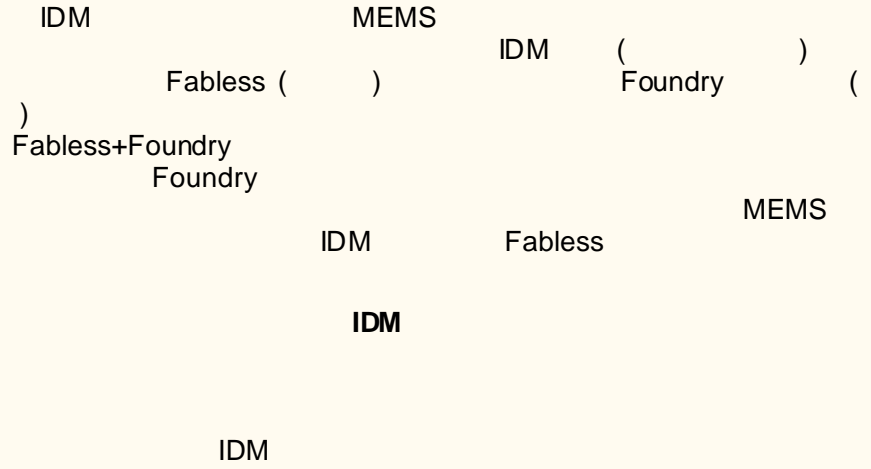 IDM MEMS
IDM ( )
Fabless ( ) Foundry (
)
Fabless+Foundry
Foundry
MEMS
IDM Fabless
IDM
IDM